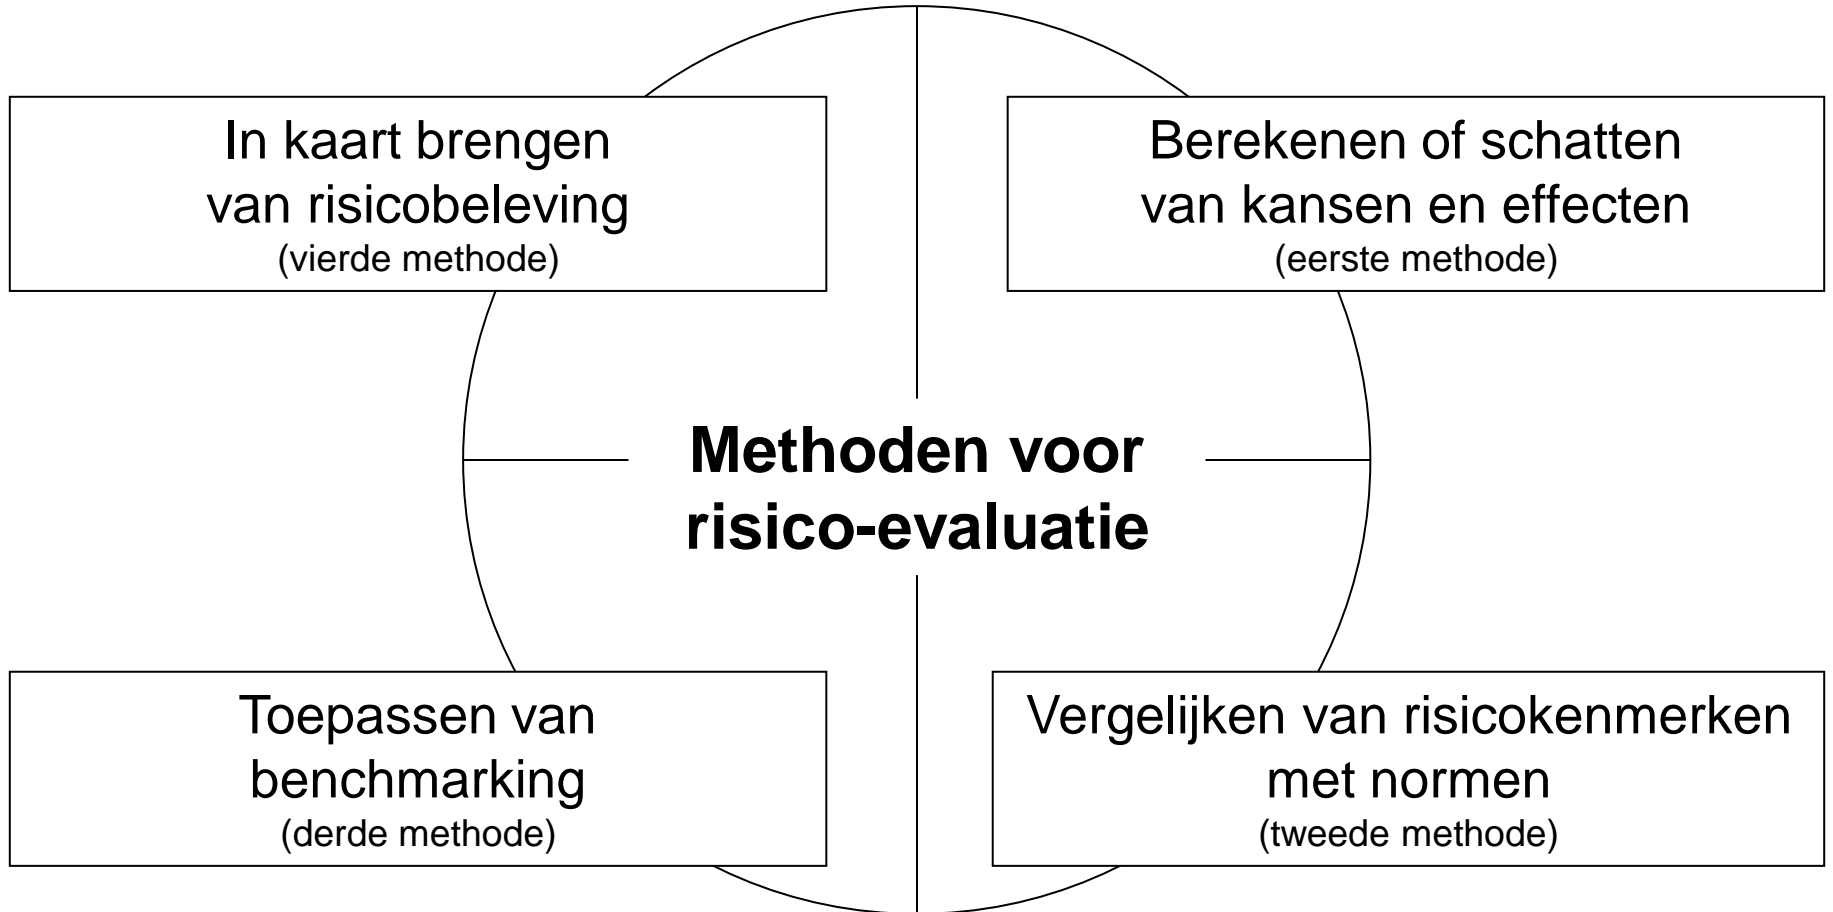 In kaart brengen
van risicobeleving
(vierde methode)
Berekenen of schatten
van kansen en effecten
(eerste methode)
Methoden voor
risico-evaluatie
Toepassen van
benchmarking
(derde methode)
Vergelijken van risicokenmerken
met normen
(tweede methode)